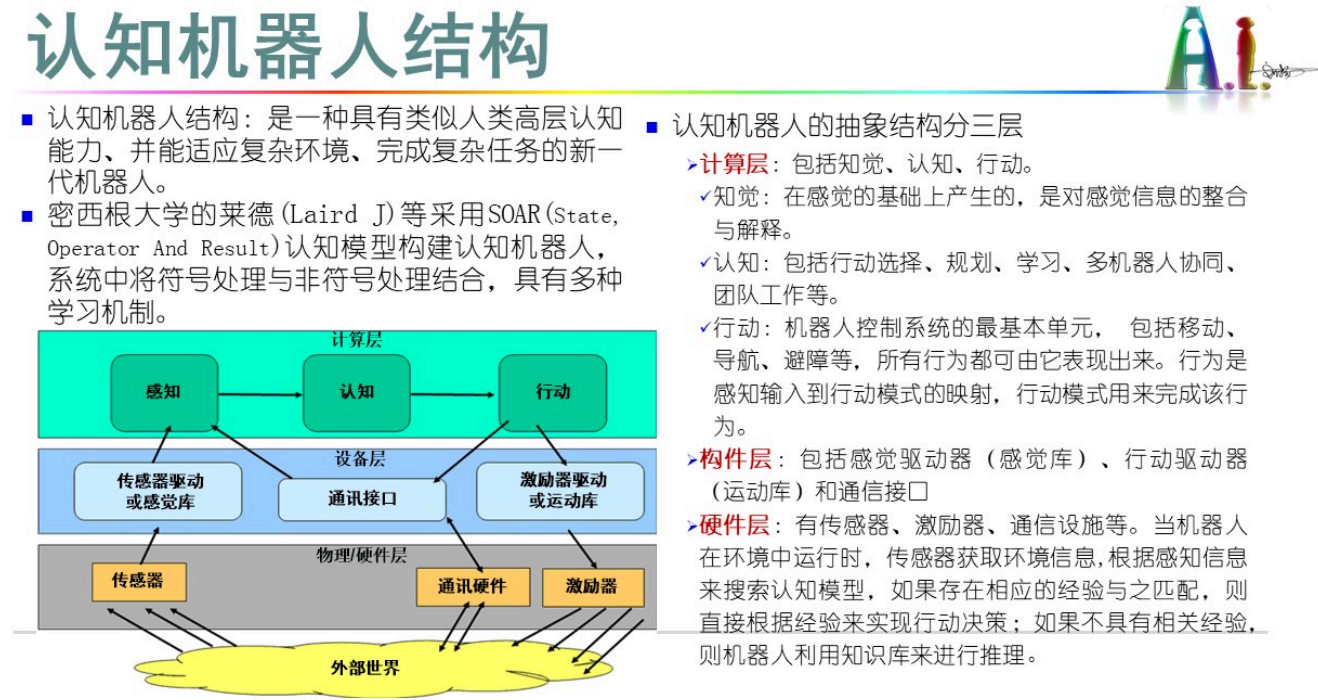 认知机器人结构
A.I.
■ 认知机器人结构：是一种具有类似人类高层认知
能力、并能适应复杂环境、完成复杂任务的新一
代机器人。
■ 密西根大学的莱德(Laird J)等采用SOAR(State,
Operator And Result)认知模型构建认知机器人，
系统中将符号处理与非符号处理结合，具有多种
学习机制。
计算层
感知
认知
行动
设备层
传感器驱动
或感觉库
通讯接口
激励器驱动
或运动库
物理/硬件层
传感器
通讯硬件
激励器
外部世界
■ 认知机器人的抽象结构分三层
➢计算层：包括知觉、认知、行动。
✓知觉：在感觉的基础上产生的，是对感觉信息的整合
与解释。
✓认知：包括行动选择、规划、学习、多机器人协同、
团队工作等。
✓行动：机器人控制系统的最基本单元， 包括移动、
导航、避障等，所有行为都可由它表现出来。行为是
感知输入到行动模式的映射，行动模式用来完成该行
为。
➢构件层：包括感觉驱动器（感觉库）、行动驱动器
（运动库）和通信接口
➢硬件层：有传感器、激励器、通信设施等。当机器人
在环境中运行时，传感器获取环境信息,根据感知信息
来搜索认知模型，如果存在相应的经验与之匹配，则
直接根据经验来实现行动决策；如果不具有相关经验，
则机器人利用知识库来进行推理。